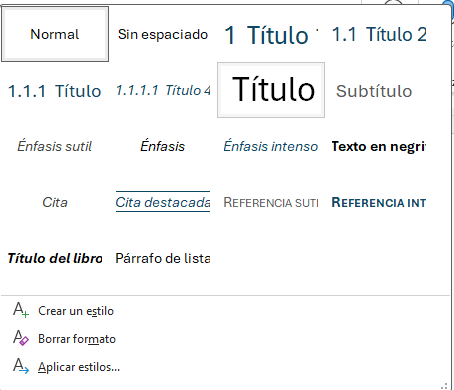 Normal
Sin espaciado
1 Título
1.1 Título 2
1.1.1 Título
1.1.1.1 Título 4
Título
Subtítulo
Énfasis sutil
Énfasis
Énfasis intenso
Texto en negri
Cita
Cita destacada
Referencia suti
Referencia int
Título del libro
Párrafo de lista
Crear un estilo
Borrar formato
Aplicar estilos...